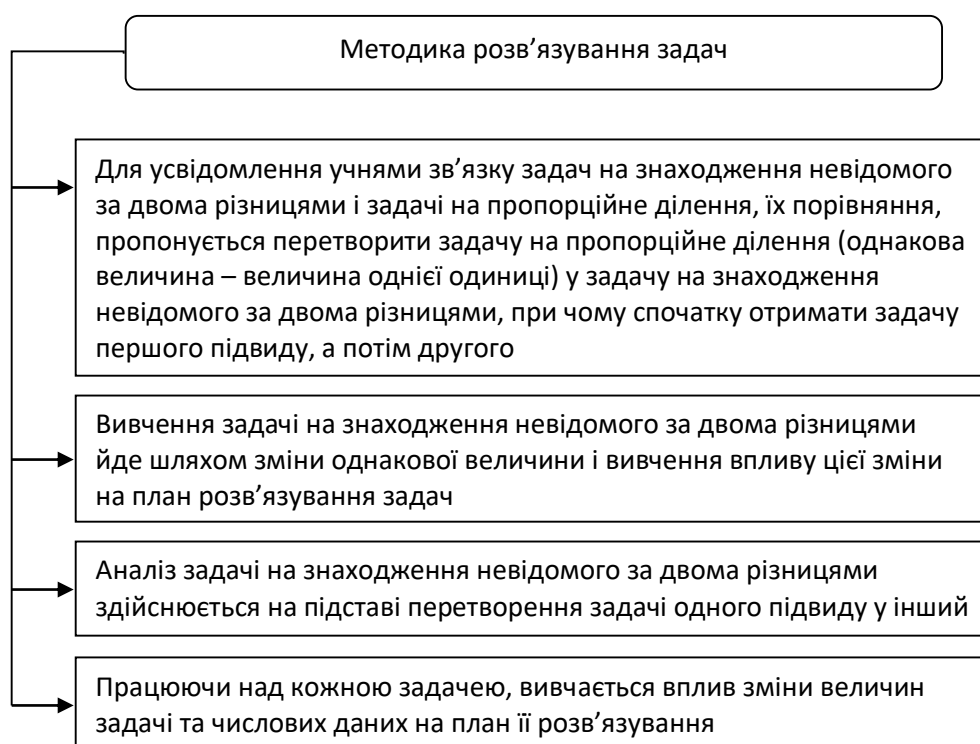 Методика розв’язування задач
Для усвідомлення учнями зв’язку задач на знаходження невідомого
за двома різницями і задачі на пропорційне ділення, їх порівняння,
пропонується перетворити задачу на пропорційне ділення (однакова
величина – величина однієї одиниці) у задачу на знаходження
невідомого за двома різницями, при чому спочатку отримати задачу
першого підвиду, а потім другого
Вивчення задачі на знаходження невідомого за двома різницями
йде шляхом зміни однакової величини і вивчення впливу цієї зміни
на план розв’язування задач
Аналіз задачі на знаходження невідомого за двома різницями
здійснюється на підставі перетворення задачі одного підвиду у інший
Працюючи над кожною задачею, вивчається вплив зміни величин
задачі та числових даних на план її розв’язування